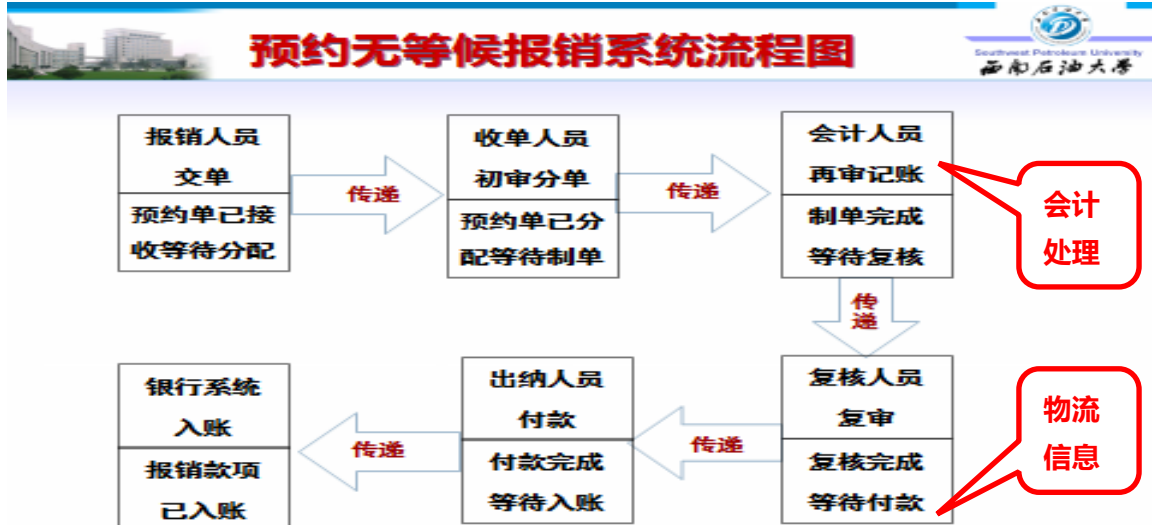 预约无等候报销系统流程图
Southwest Petroleum University
西南石油大学
报销人员
交单
预约单已接
收等待分配
传递
收单人员
初审分单
预约单已分
配等待制单
传递
会计人员
再审记账
制单完成
等待复核
会计
处理
传
递
复核人员
复审
复核完成
等待付款
物流
信息
传递
出纳人员
付款
付款完成
等待入账
传递
银行系统
入账
报销款项
已入账